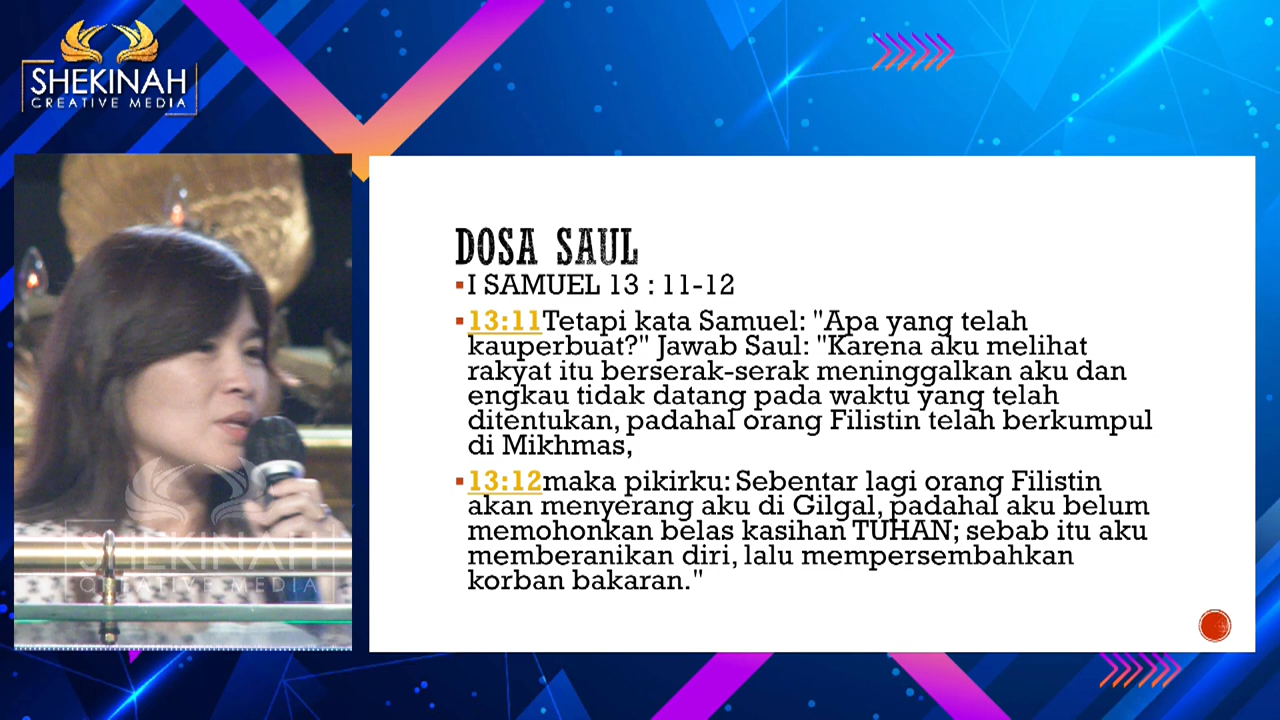 SHEKINAH
CREATIVE MEDIA
DOSA SAUL
I SAMUEL 13 : 11-12
13:11Tetapi kata Samuel: "Apa yang telah
kauperbuat?" Jawab Saul: "Karena aku melihat
rakyat itu berserak-serak meninggalkan aku dan
engkau tidak datang pada waktu yang telah
ditentukan, padahal orang Filistin telah berkumpul
di Mikhmas,
13:12maka pikirku: Sebentar lagi orang Filistin
akan menyerang aku di Gilgal, padahal aku belum
memohonkan belas kasihan TUHAN; sebab itu aku
memberanikan diri, lalu mempersembahkan
korban bakaran."
SHEKINAH
CREATIVE MEDIA